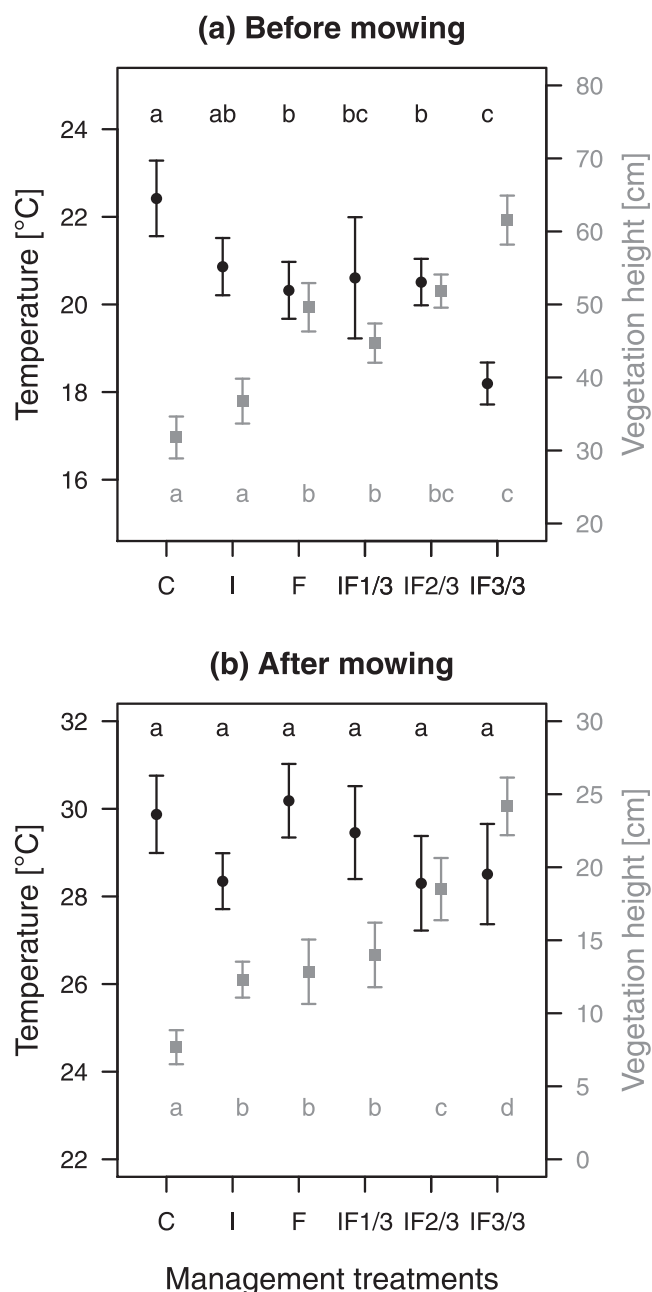 (a) Before mowing
a ab b bc b c
24
22
20
18
16
Temperature [°C]
80
70
60
50
40
30
20
Vegetation height [cm]
a a b b bc c
C I F IF1/3 IF2/3 IF3/3
(b) After mowing
a a a a a a
32
30
28
26
24
22
Temperature [°C]
30
25
20
15
10
5
0
Vegetation height [cm]
a b b b c d
C I F IF1/3 IF2/3 IF3/3
Management treatments